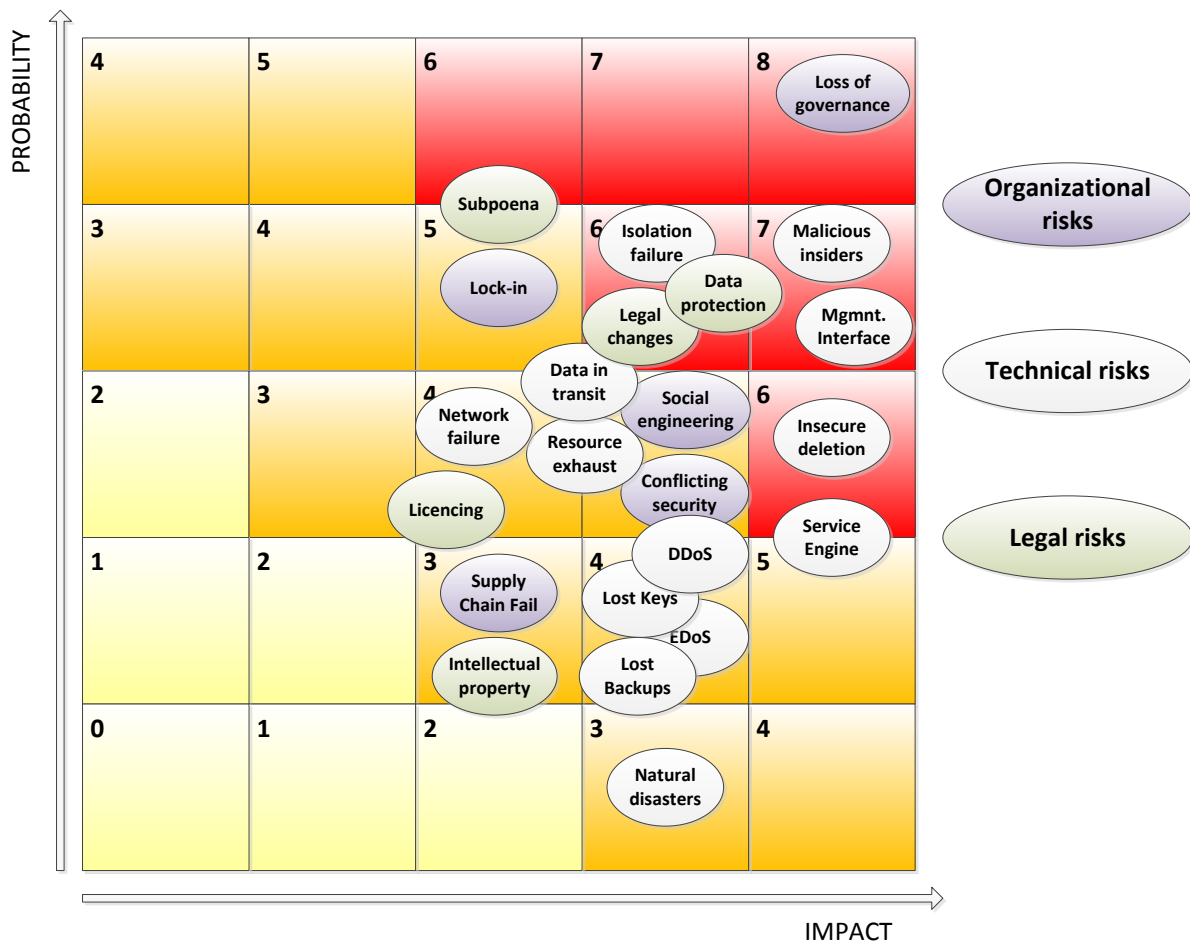 PROBABILITY
4
5
6
7
8
Loss of
governance
Subpoena
3
4
5
6
7
Isolation
failure
Malicious
insiders
Lock-in
Data
protection
Legal
changes
Mgmnt.
Interface
Data in
transit
2
3
4
6
Network
failure
Social
engineering
Insecure
deletion
Resource
exhaust
Licencing
Conflicting
security
Service
Engine
DDoS
1
2
3
4
5
Supply
Chain Fail
Lost Keys
EDoS
Intellectual
property
Lost
Backups
0
1
2
3
4
Natural
disasters
IMPACT
Organizational
risks
Technical risks
Legal risks